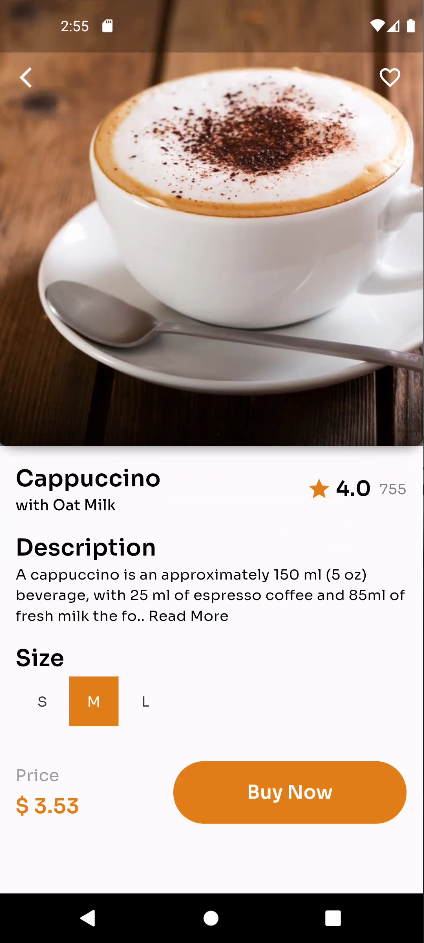 2:55
Cappuccino
4.0 755
with Oat Milk
Description
A cappuccino is an approximately 150 ml (5 oz)
beverage, with 25 ml of espresso coffee and 85ml of
fresh milk the fo.. Read More
Size
S M L
Price
$ 3.53
Buy Now